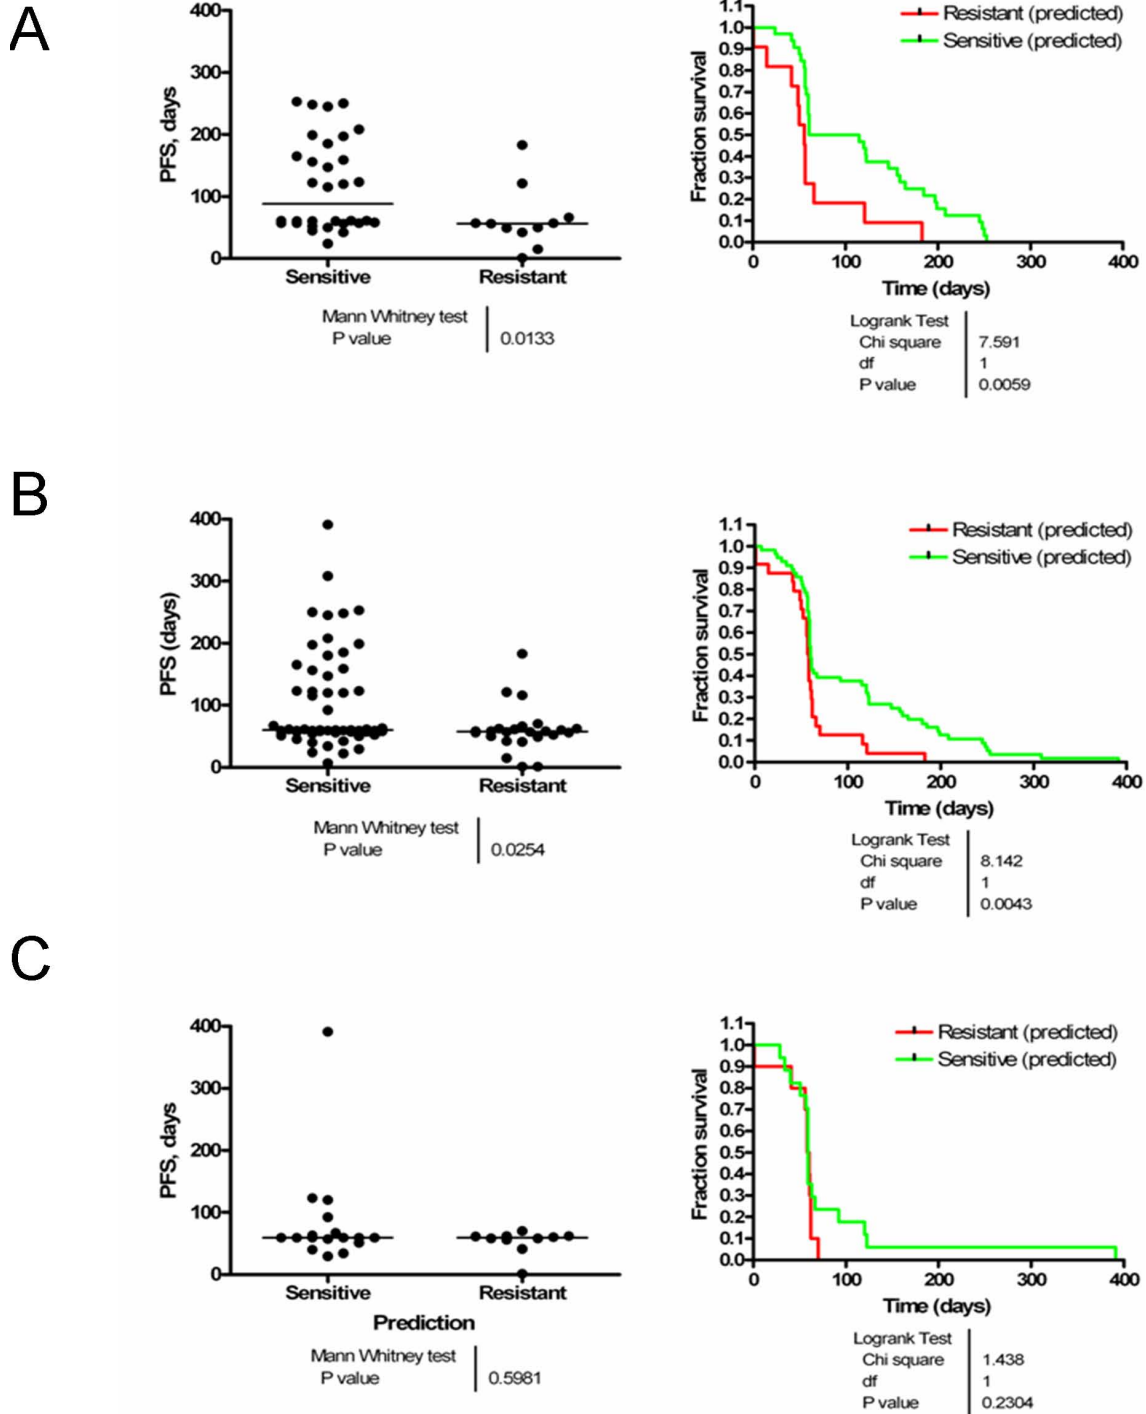 A
400
300
200
100
0
PFS, days
Sensitive
Resistant
Mann Whitney test
P value
0.0133
1.1
1.0
0.9
0.8
0.7
0.6
0.5
0.4
0.3
0.2
0.1
0.0
Fraction survival
Resistant (predicted)
Sensitive (predicted)
0
100
200
300
400
Time (days)
Logrank Test
Chi square
7.591
df
1
P value
0.0059
B
400
300
200
100
0
PFS (days)
Sensitive
Resistant
Mann Whitney test
P value
0.0254
1.1
1.0
0.9
0.8
0.7
0.6
0.5
0.4
0.3
0.2
0.1
0.0
Fraction survival
Resistant (predicted)
Sensitive (predicted)
0
100
200
300
400
Time (days)
Logrank Test
Chi square
8.142
df
1
P value
0.0043
C
400
300
200
100
0
PFS, days
Sensitive
Resistant
Prediction
Mann Whitney test
P value
0.5981
1.1
1.0
0.9
0.8
0.7
0.6
0.5
0.4
0.3
0.2
0.1
0.0
Fraction survival
Resistant (predicted)
Sensitive (predicted)
0
100
200
300
400
Time (days)
Logrank Test
Chi square
1.438
df
1
P value
0.2304